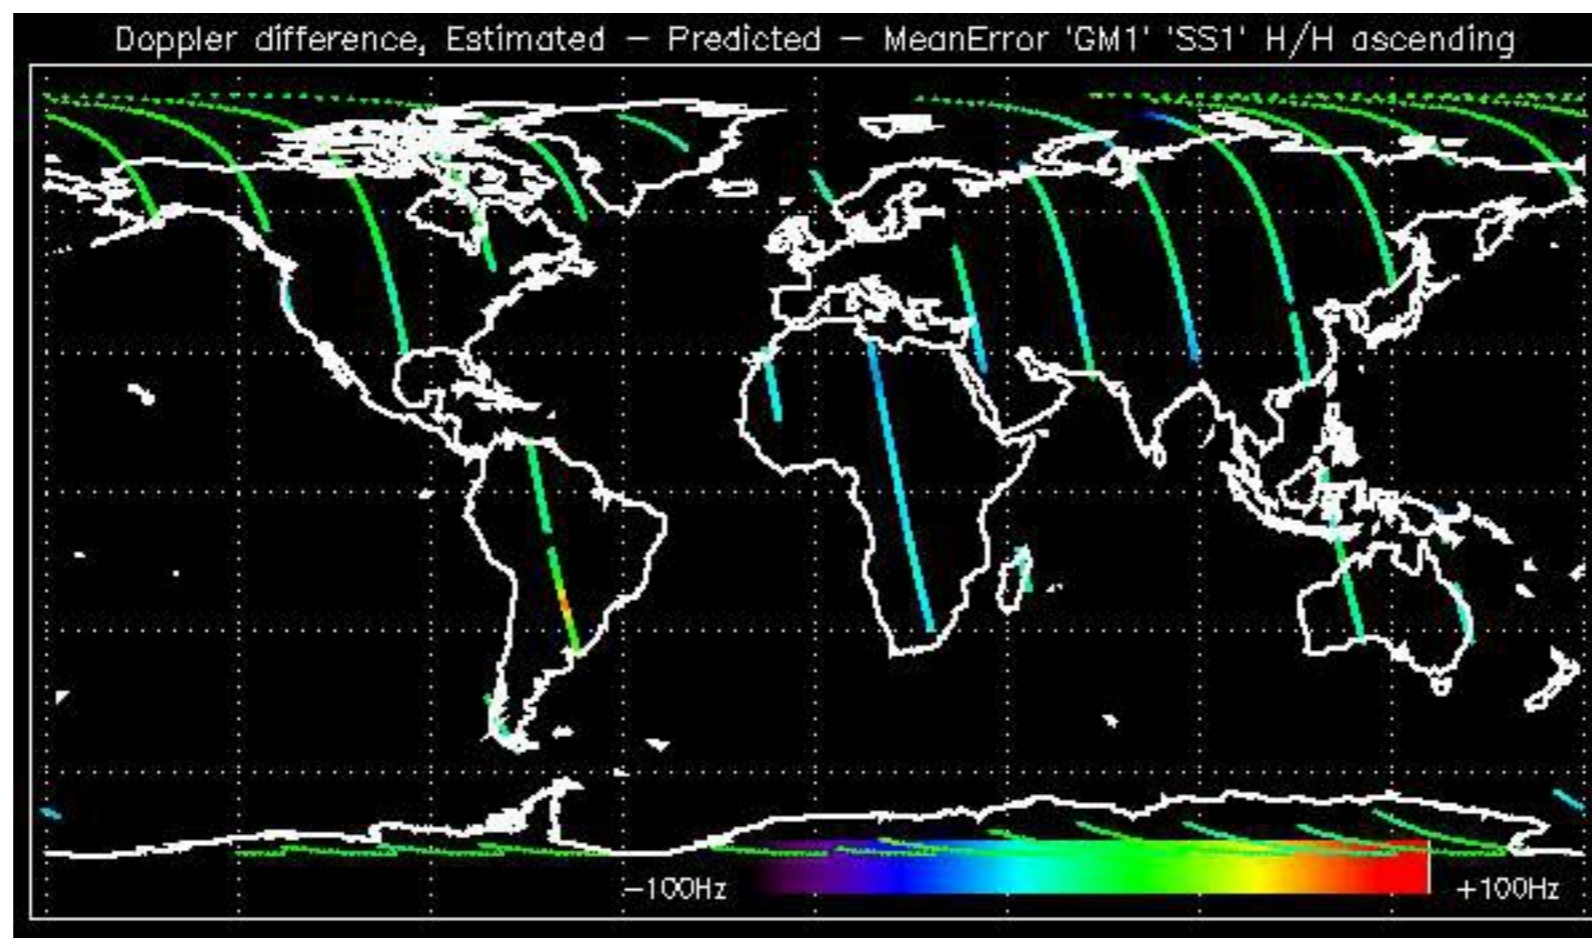 Doppler difference, Estimated − Predicted − MeanError 'GM1' 'SS1' H/H ascending
−100Hz
+100Hz